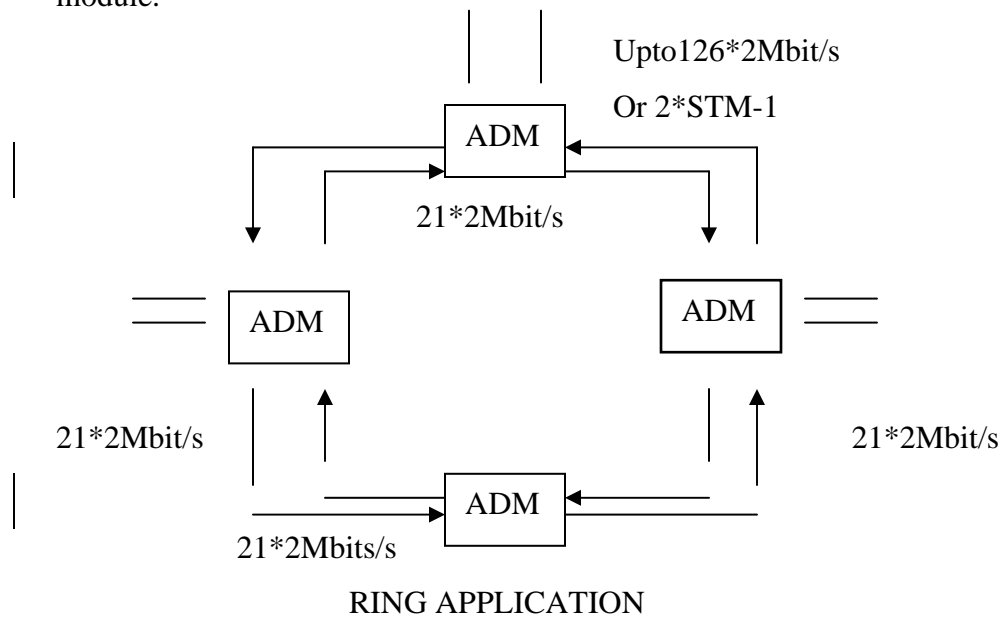 module.
Upto126*2Mbit/s
Or 2*STM-1
ADM
21*2Mbit/s
ADM
ADM
21*2Mbit/s
21*2Mbit/s
ADM
21*2Mbits/s
RING APPLICATION